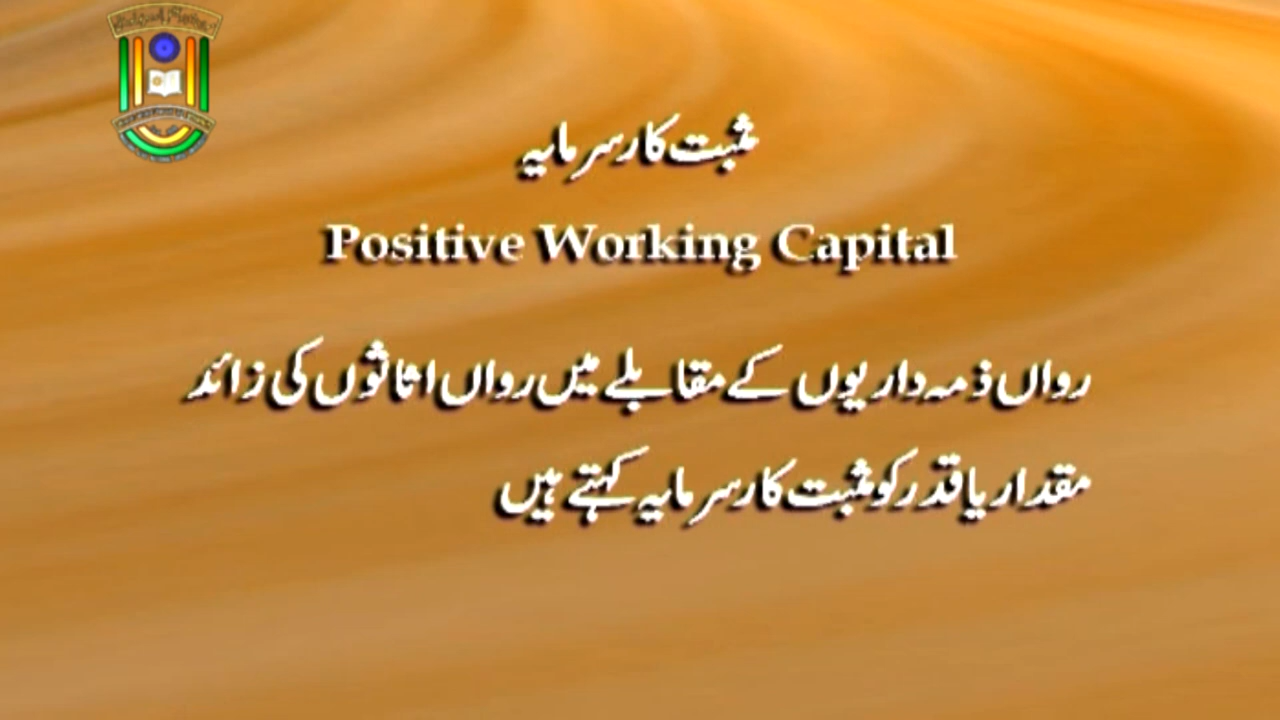 مثبت کار سرمایہ
Positive Working Capital
رواں ذمہ داریوں کے مقابلے میں رواں اثاثوں کی زائد
مقدار یا قدر کو مثبت کار سرمایہ کہتے ہیں